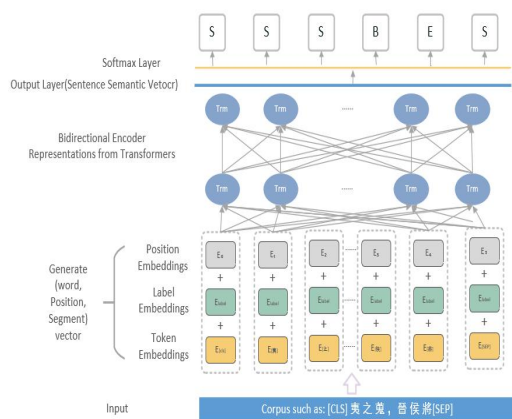 S S S B E S
Softmax Layer
Output Layer(Sentence Semantic Vetocr)
Trm Trm ...... Trm Trm
Bidirectional Encoder
Representations from Transformers
Trm Trm ...... Trm Trm
Position
Embeddings
+ + + + + +
Generate
(word,
Position,
Segment)
vector
Label
Embeddings
+ + + + + +
Token
Embeddings
Input
Corpus such as: [CLS] 夷之蒐，晉侯將[SEP]